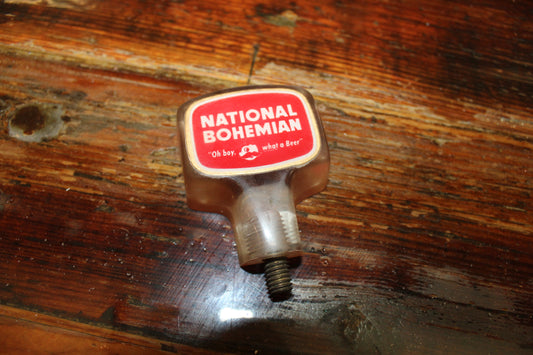 NATIONAL
BOHEMIAN
"Oh boy, what a Beer"